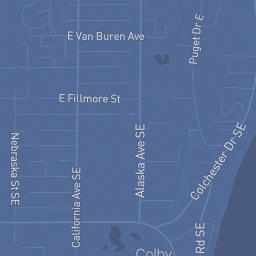 E Van Buren Ave
Puget Dr E
E Fillmore St
Nebraska St SE
California Ave SE
Alaska Ave SE
Colchester Dr SE
Rd SE
Colby